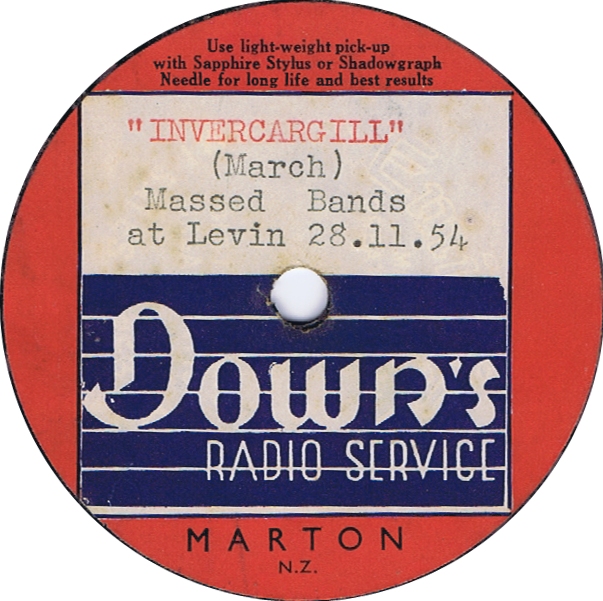 Use light-weight pick-up
with Sapphire Stylus or Shadowgraph
Needle for long life and best results
"INVERCARGILL"
(March)
Massed Bands
at Levin 28.11.54
Down's
RADIO SERVICE
MARTON
N.Z.